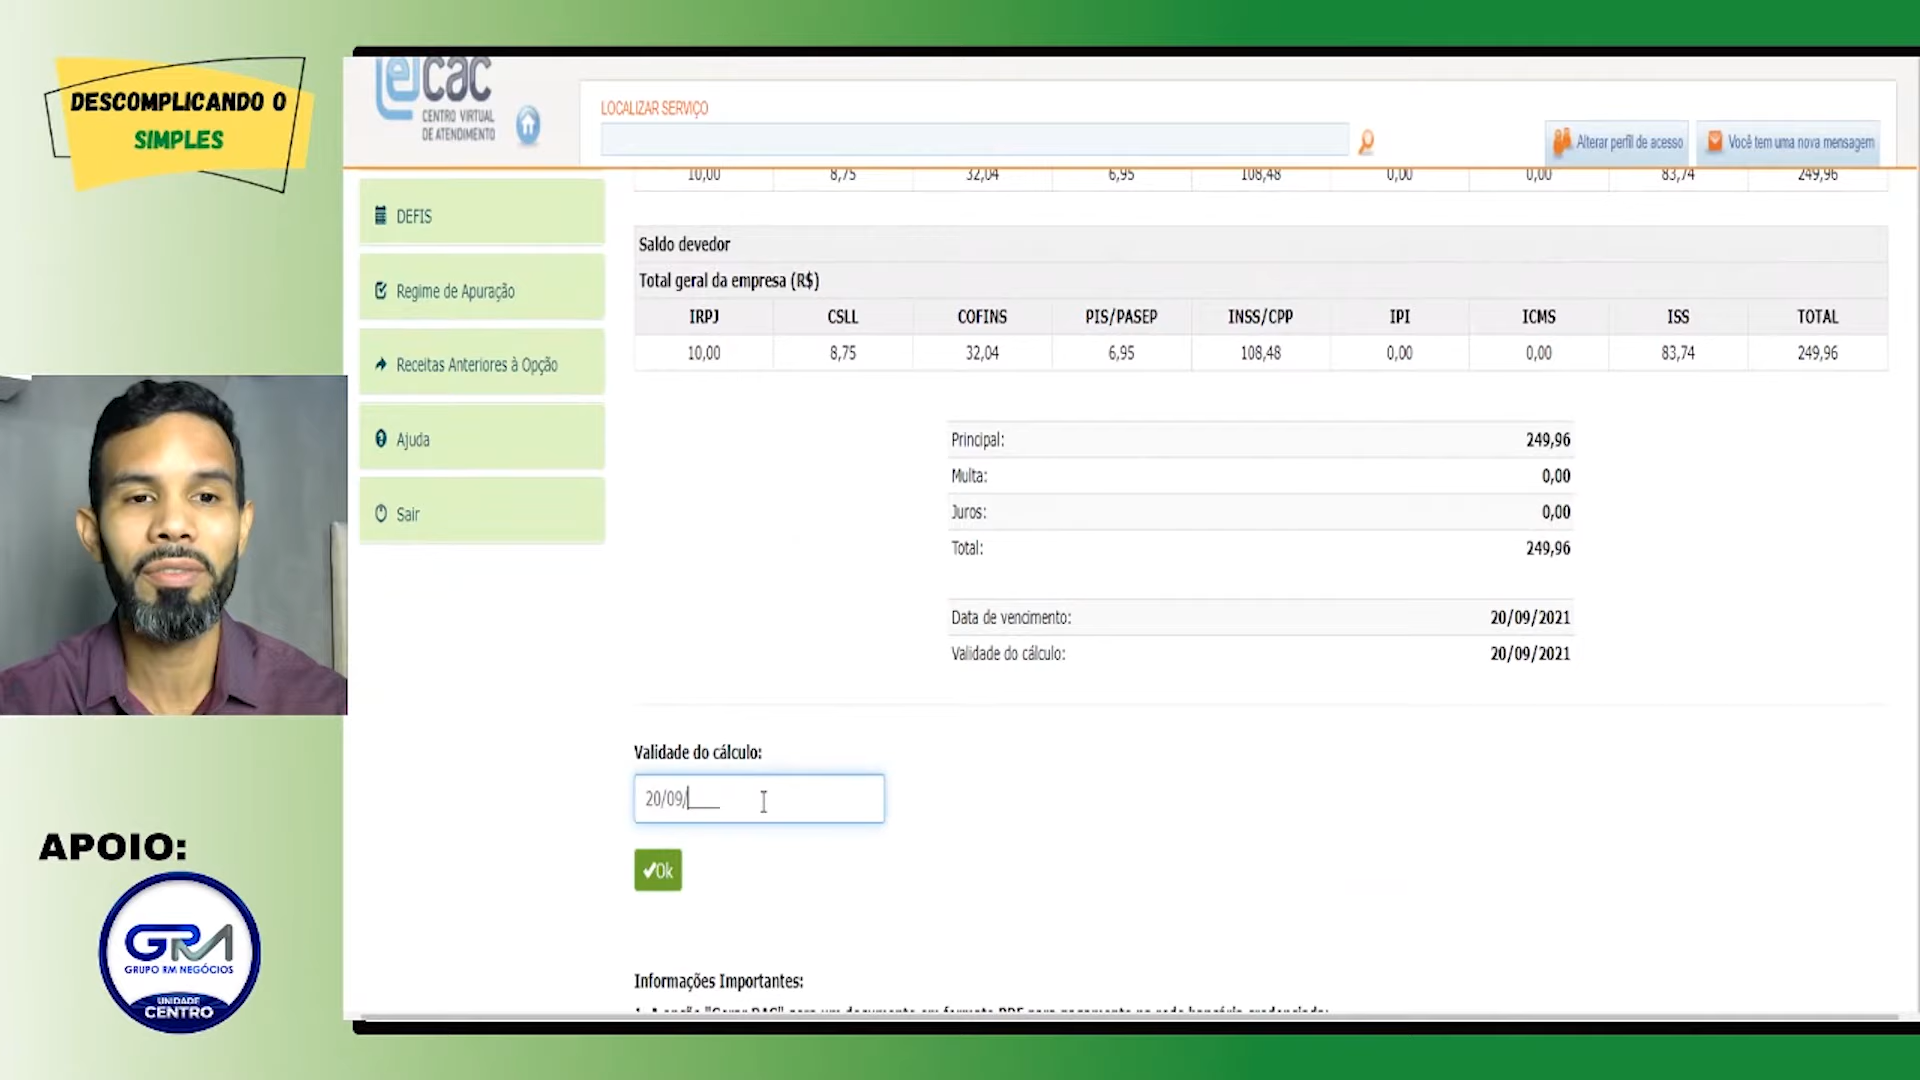 DESCOMPLICANDO O
SIMPLES
eCAC
CENTRO VIRTUAL
DE ATENDIMENTO
LOCALIZAR SERVIÇO
Alterar perfil de acesso
Você tem uma nova mensagem
DEFIS
Regime de Apuração
Receitas Anteriores à Opção
Ajuda
Sair
10,00 8,75 32,04 6,95 108,48 0,00 0,00 83,74 249,96
Saldo devedor
Total geral da empresa (R$)
IRPJ CSLL COFINS PIS/PASEP INSS/CPP IPI ICMS ISS TOTAL
10,00 8,75 32,04 6,95 108,48 0,00 0,00 83,74 249,96
Principal: 249,96
Multa: 0,00
Juros: 0,00
Total: 249,96
Data de vencimento: 20/09/2021
Validade do cálculo: 20/09/2021
Validade do cálculo:
20/09/____
Ok
Informações Importantes:
APOIO:
GRM
GRUPO RM NEGÓCIOS
UNIDADE
CENTRO